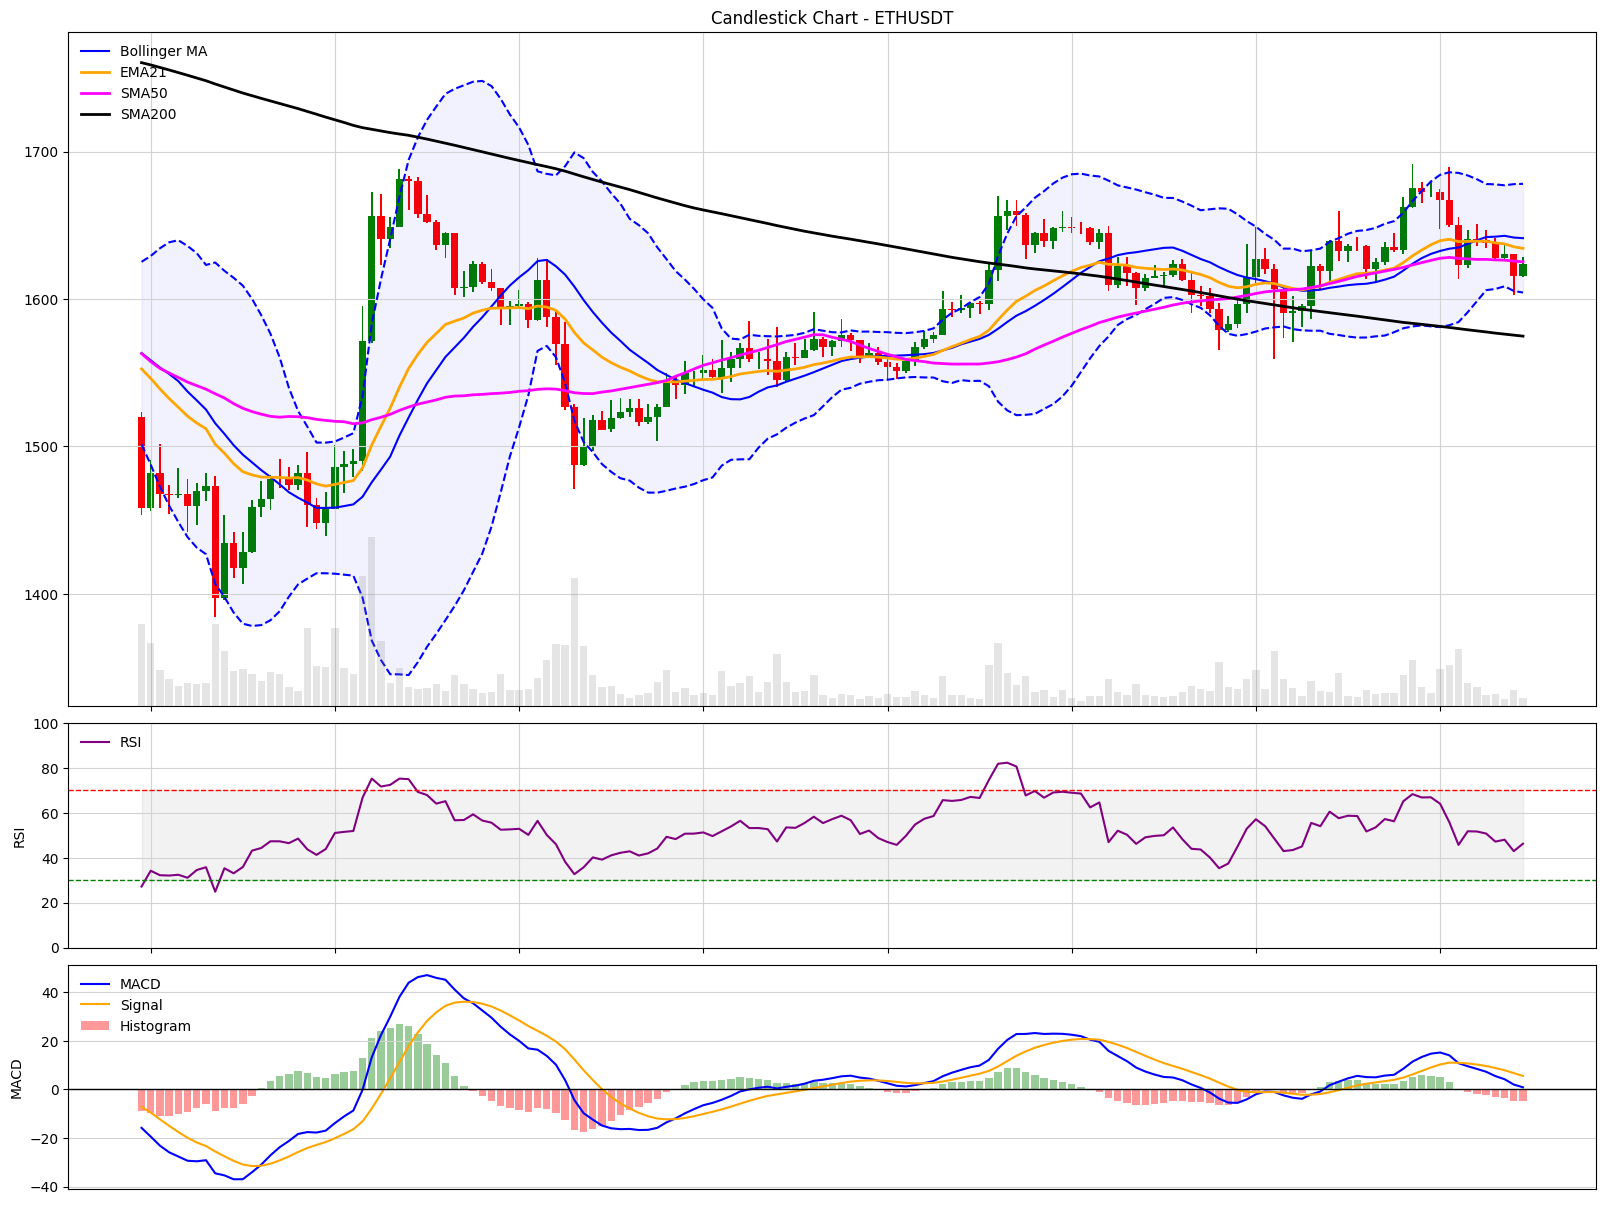 Candlestick Chart - ETHUSDT
Bollinger MA
EMA21
SMA50
SMA200
1700
1600
1500
1400
RSI
100
80
60
40
20
0
RSI
MACD
Signal
Histogram
40
20
0
−20
−40
MACD